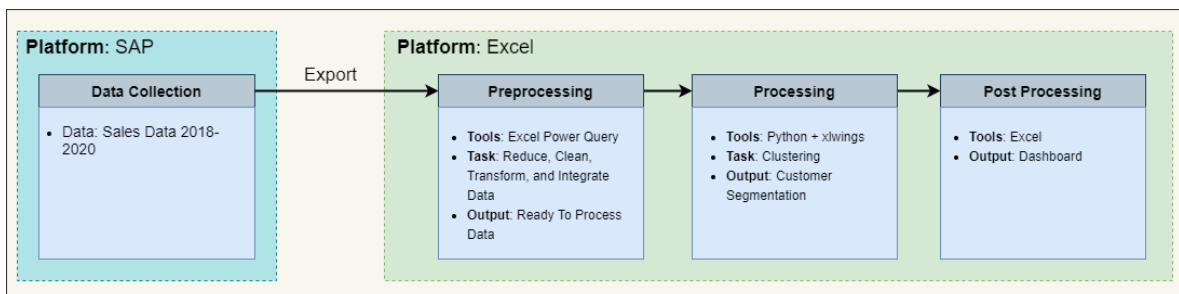 Platform: SAP
Data Collection
• Data: Sales Data 2018-
2020
Export
Platform: Excel
Preprocessing
• Tools: Excel Power Query
• Task: Reduce, Clean,
Transform, and Integrate
Data
• Output: Ready To Process
Data
Processing
• Tools: Python + xlwings
• Task: Clustering
• Output: Customer
Segmentation
Post Processing
• Tools: Excel
• Output: Dashboard